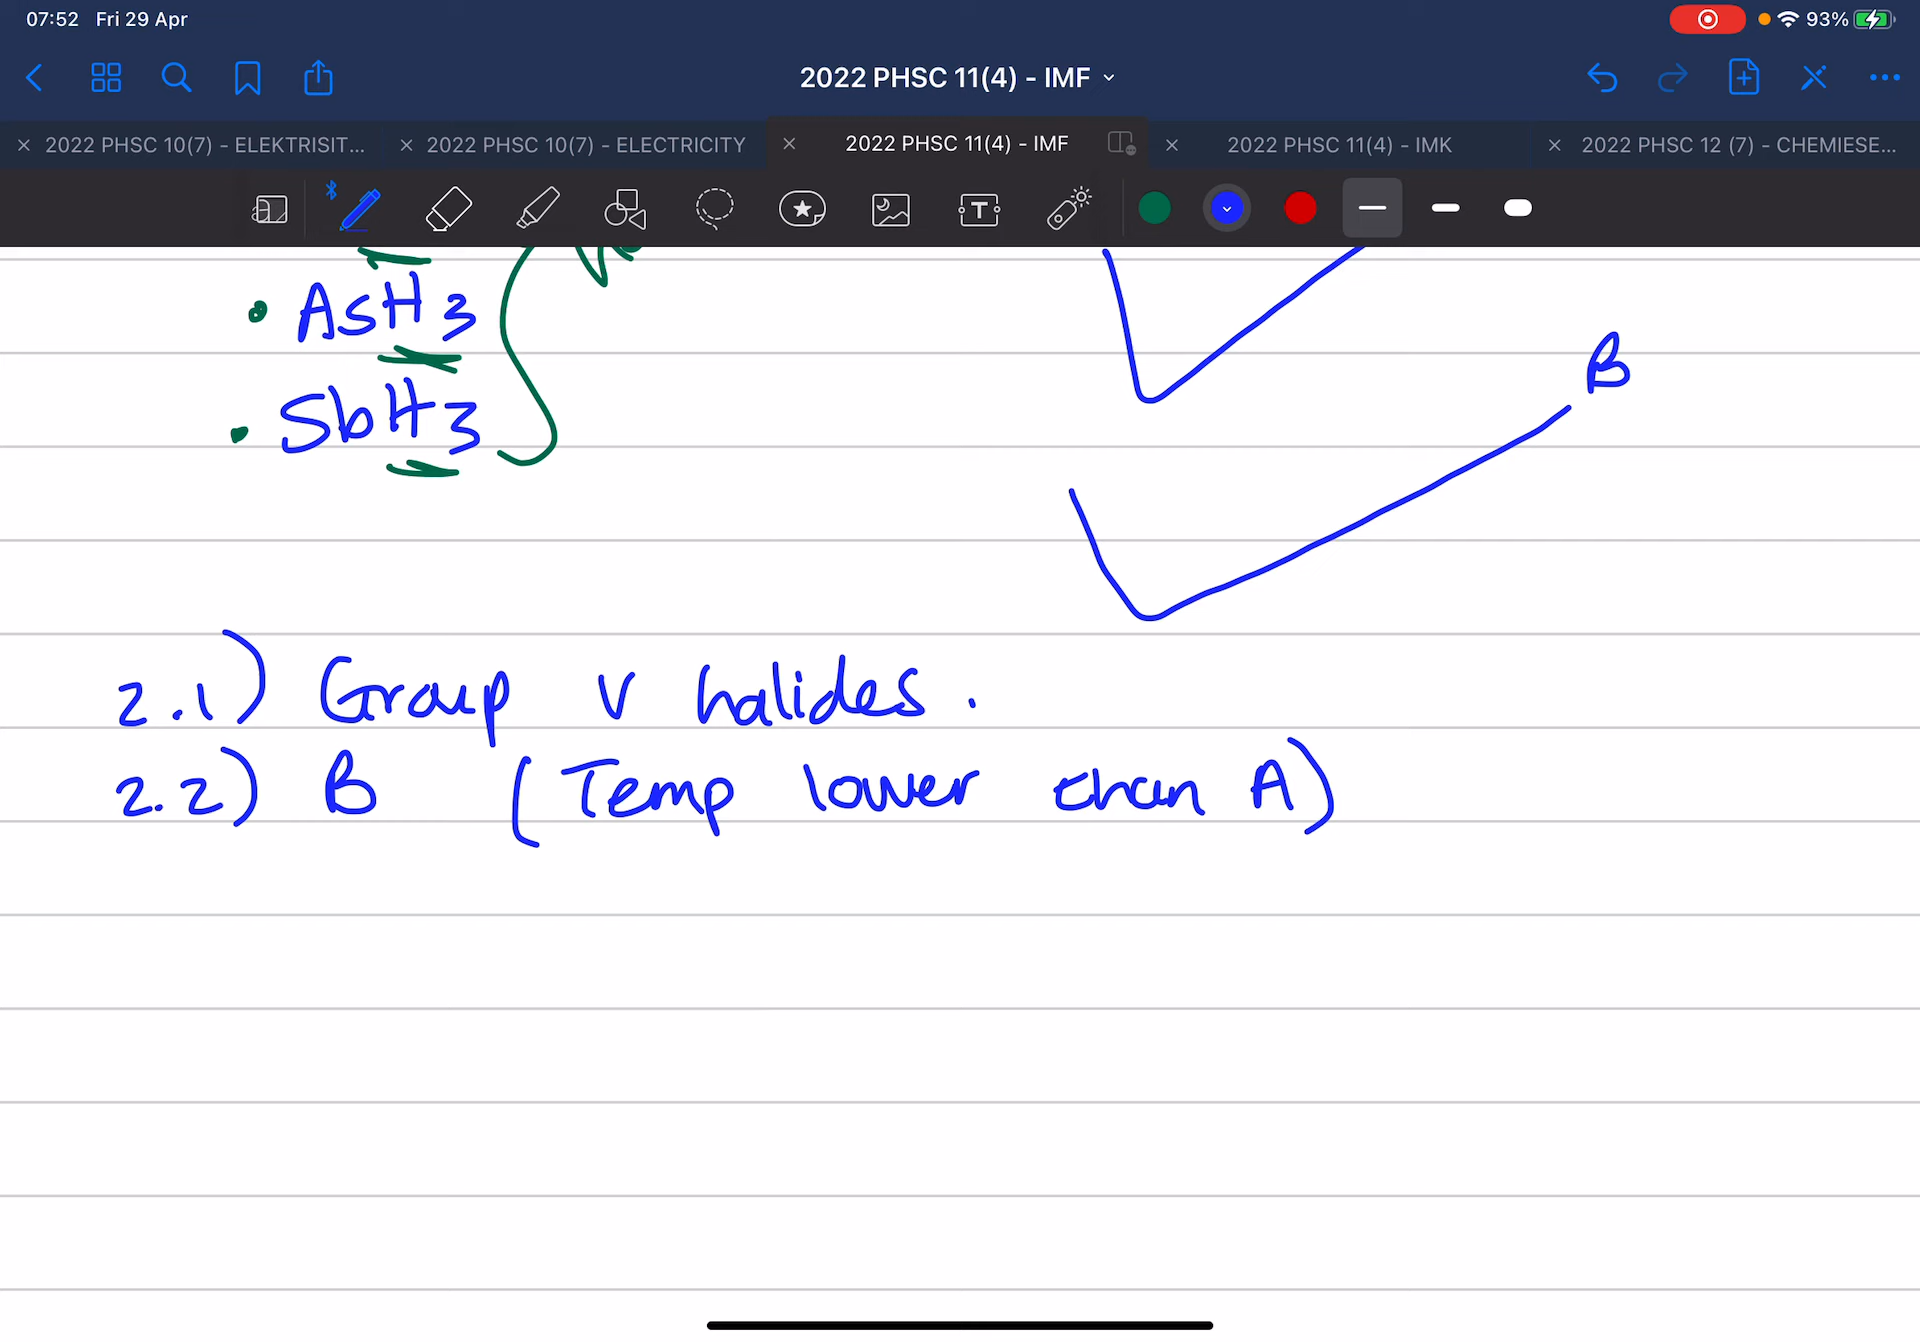 07:52 Fri 29 Apr 93%
2022 PHSC 11(4) - IMF
2022 PHSC 10(7) - ELEKTRISIT... 2022 PHSC 10(7) - ELECTRICITY 2022 PHSC 11(4) - IMF 2022 PHSC 11(4) - IMK 2022 PHSC 12 (7) - CHEMIESE...
• AsH3
• SbH3
B
2.1) Group V halides.
2.2) B (Temp lower than A)